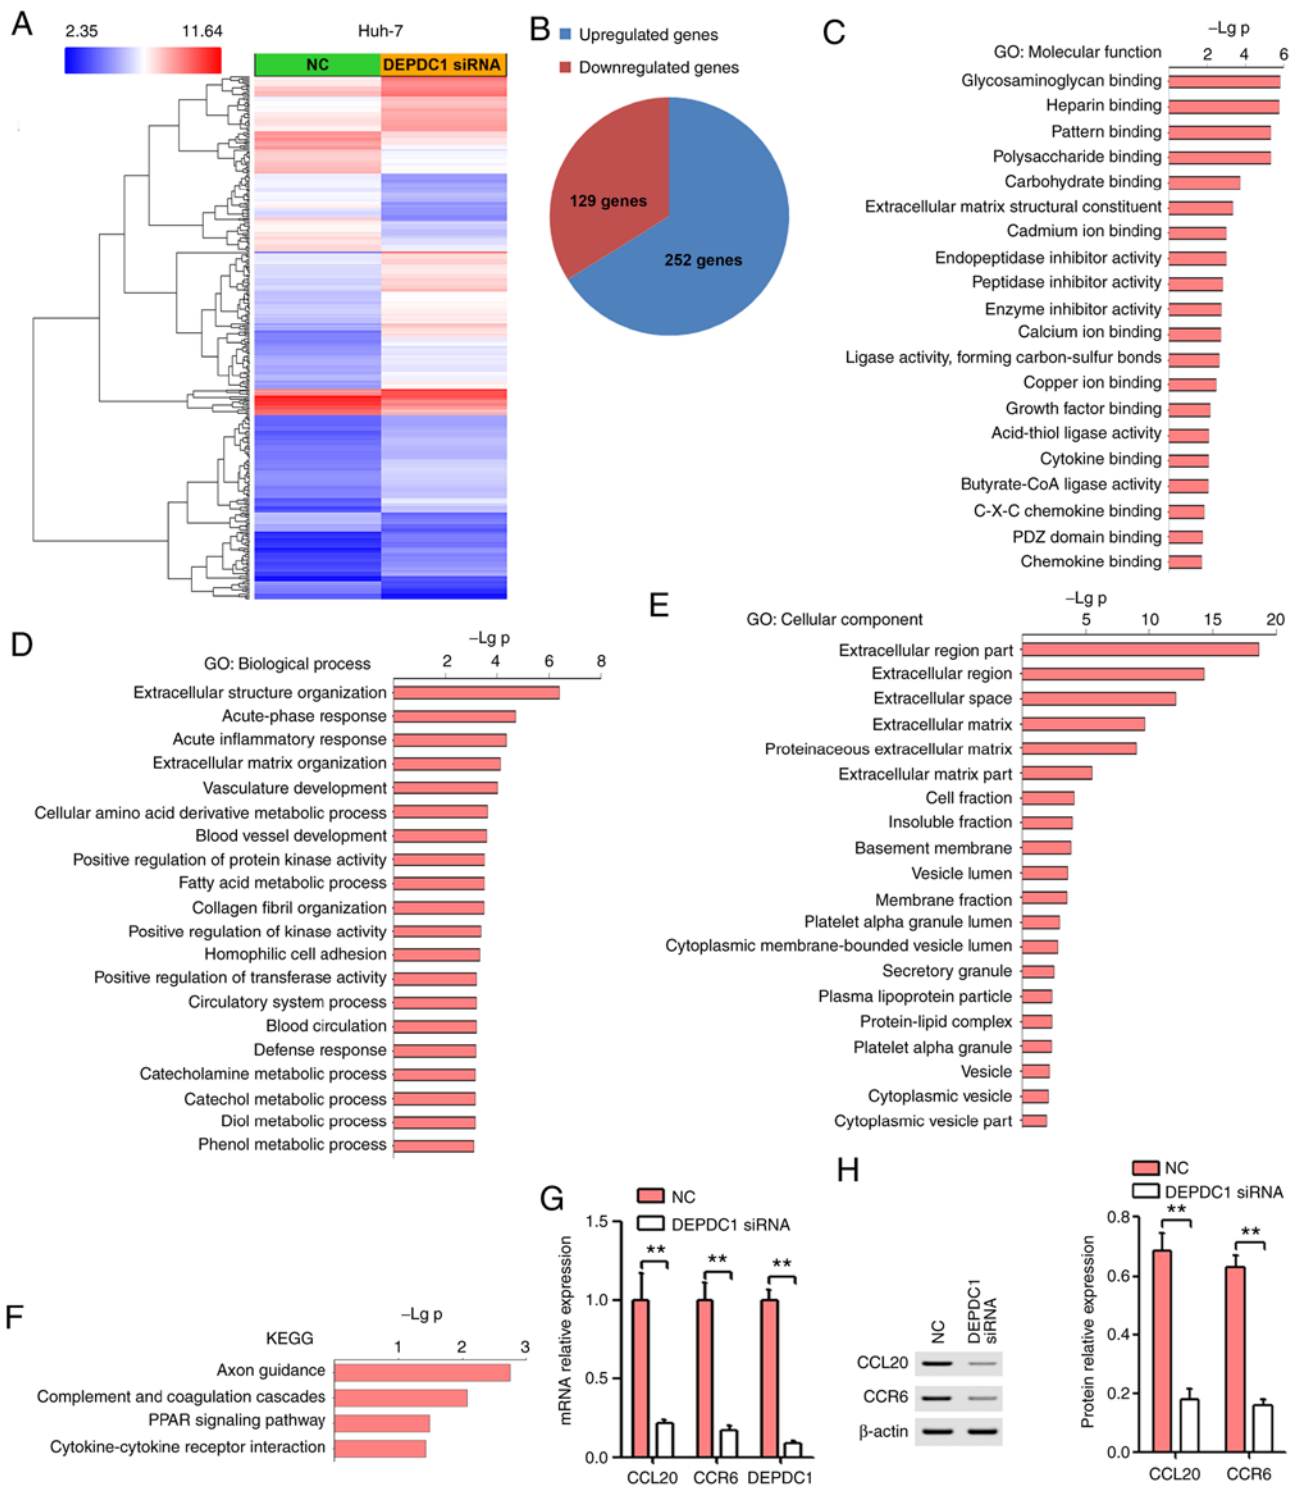 A
2.35
11.64
Huh-7
NC
DEPDC1 siRNA
B
Upregulated genes
Downregulated genes
129 genes
252 genes
C
–Lg p
GO: Molecular function
2
4
6
Glycosaminoglycan binding
Heparin binding
Pattern binding
Polysaccharide binding
Carbohydrate binding
Extracellular matrix structural constituent
Cadmium ion binding
Endopeptidase inhibitor activity
Peptidase inhibitor activity
Enzyme inhibitor activity
Calcium ion binding
Ligase activity, forming carbon-sulfur bonds
Copper ion binding
Growth factor binding
Acid-thiol ligase activity
Cytokine binding
Butyrate-CoA ligase activity
C-X-C chemokine binding
PDZ domain binding
Chemokine binding
D
–Lg p
GO: Biological process
2
4
6
8
Extracellular structure organization
Acute-phase response
Acute inflammatory response
Extracellular matrix organization
Vasculature development
Cellular amino acid derivative metabolic process
Blood vessel development
Positive regulation of protein kinase activity
Fatty acid metabolic process
Collagen fibril organization
Positive regulation of kinase activity
Homophilic cell adhesion
Positive regulation of transferase activity
Circulatory system process
Blood circulation
Defense response
Catecholamine metabolic process
Catechol metabolic process
Diol metabolic process
Phenol metabolic process
E
–Lg p
GO: Cellular component
5
10
15
20
Extracellular region part
Extracellular region
Extracellular space
Extracellular matrix
Proteinaceous extracellular matrix
Extracellular matrix part
Cell fraction
Insoluble fraction
Basement membrane
Vesicle lumen
Membrane fraction
Platelet alpha granule lumen
Cytoplasmic membrane-bounded vesicle lumen
Secretory granule
Plasma lipoprotein particle
Protein-lipid complex
Platelet alpha granule
Vesicle
Cytoplasmic vesicle
Cytoplasmic vesicle part
F
–Lg p
KEGG
1
2
3
Axon guidance
Complement and coagulation cascades
PPAR signaling pathway
Cytokine-cytokine receptor interaction
G
NC
DEPDC1 siRNA
mRNA relative expression
1.5
1.0
0.5
0.0
**
**
**
CCL20
CCR6
DEPDC1
H
NC
DEPDC1
siRNA
CCL20
CCR6
β-actin
NC
DEPDC1 siRNA
Protein relative expression
0.8
0.6
0.4
0.2
0.0
**
**
CCL20
CCR6